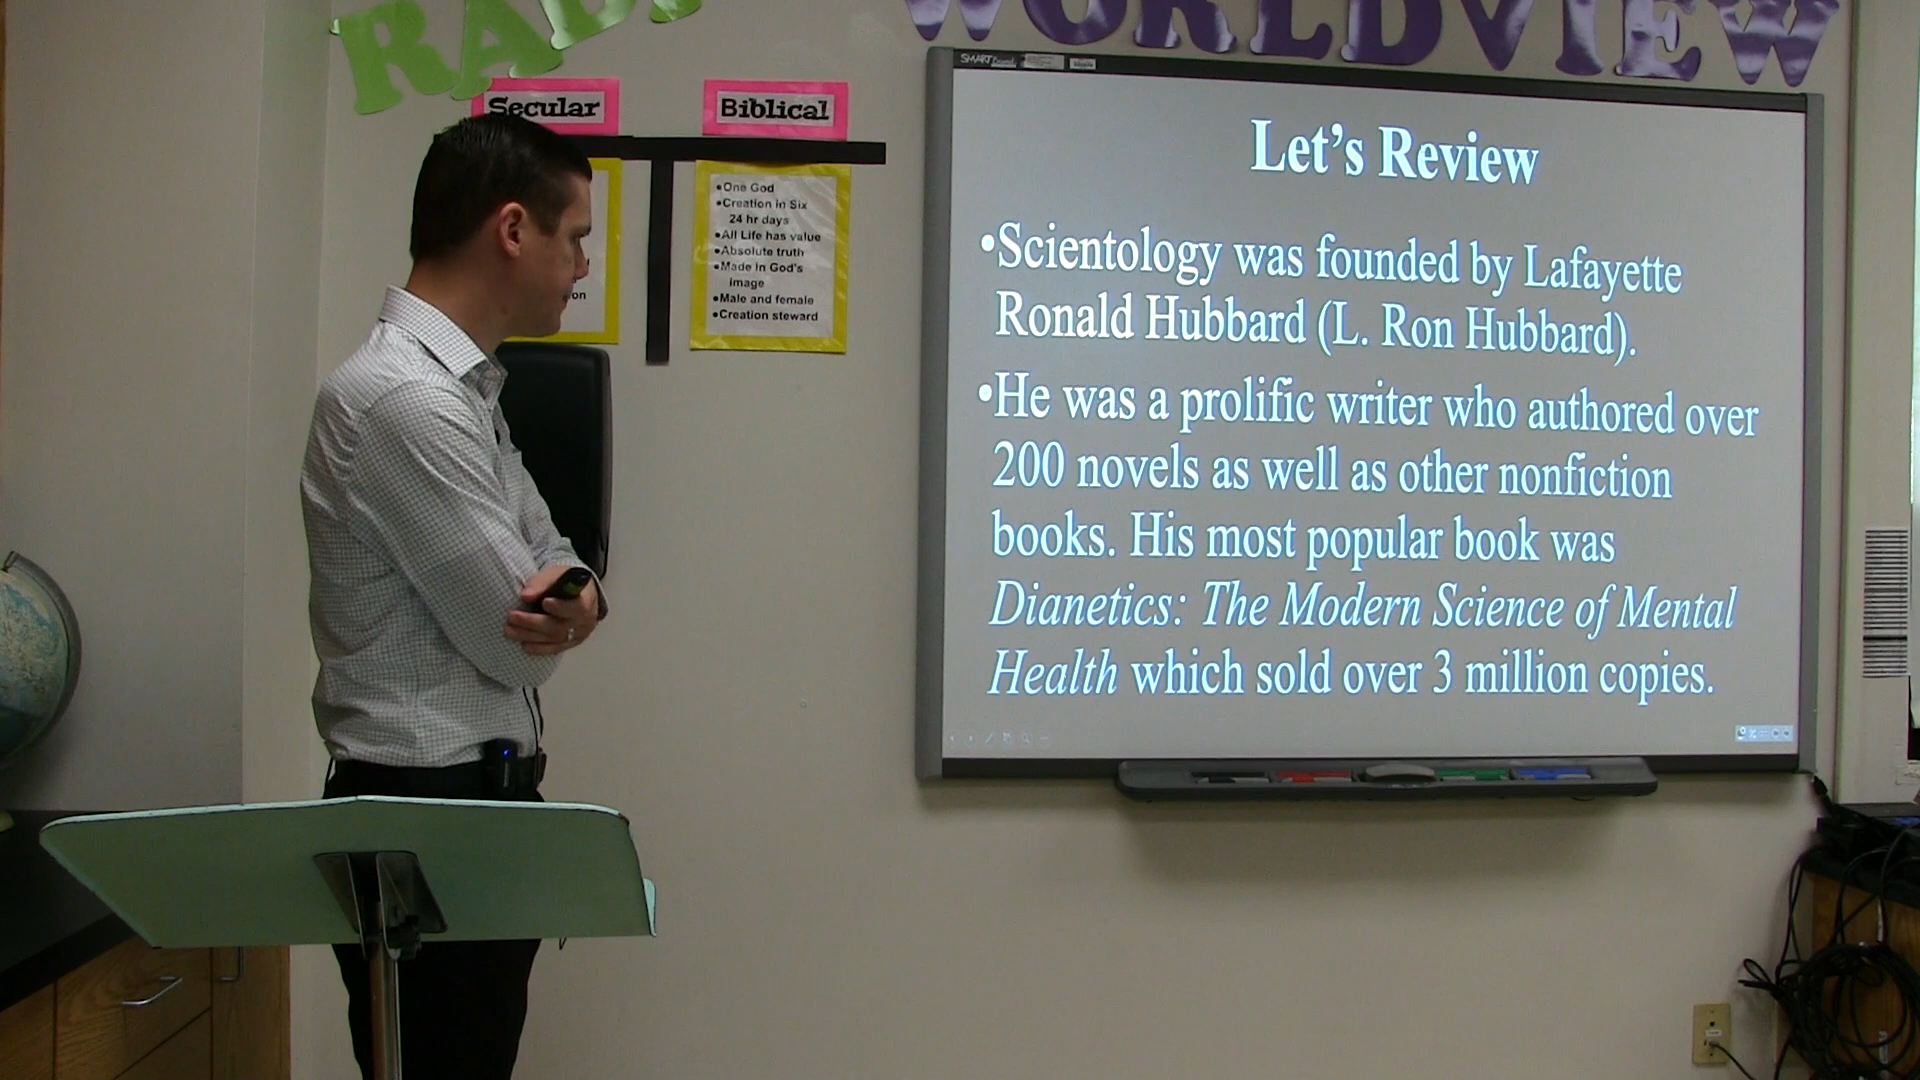 WORLDVIEW
Secular
Biblical
•One God
•Creation in Six
24 hr days
•All Life has value
•Absolute truth
•Made in God's
image
•Male and female
•Creation steward
SMART
Let's Review
•Scientology was founded by Lafayette
Ronald Hubbard (L. Ron Hubbard).
•He was a prolific writer who authored over
200 novels as well as other nonfiction
books. His most popular book was
Dianetics: The Modern Science of Mental
Health which sold over 3 million copies.